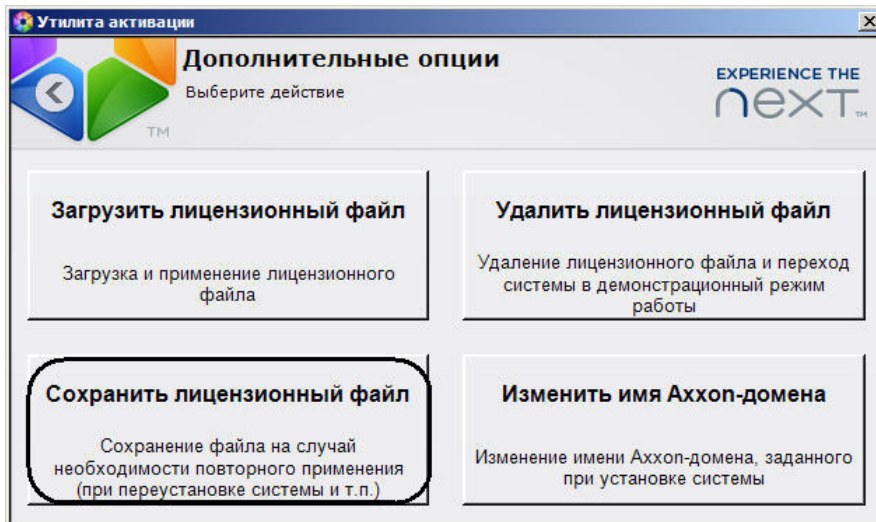 Утилита активации
Дополнительные опции
Выберите действие
EXPERIENCE THE
next™
TM
Загрузить лицензионный файл
Загрузка и применение лицензионного
файла
Удалить лицензионный файл
Удаление лицензионного файла и переход
системы в демонстрационный режим
работы
Сохранить лицензионный файл
Сохранение файла на случай
необходимости повторного применения
(при переустановке системы и т.п.)
Изменить имя Axxon-домена
Изменение имени Axxon-домена, заданного
при установке системы